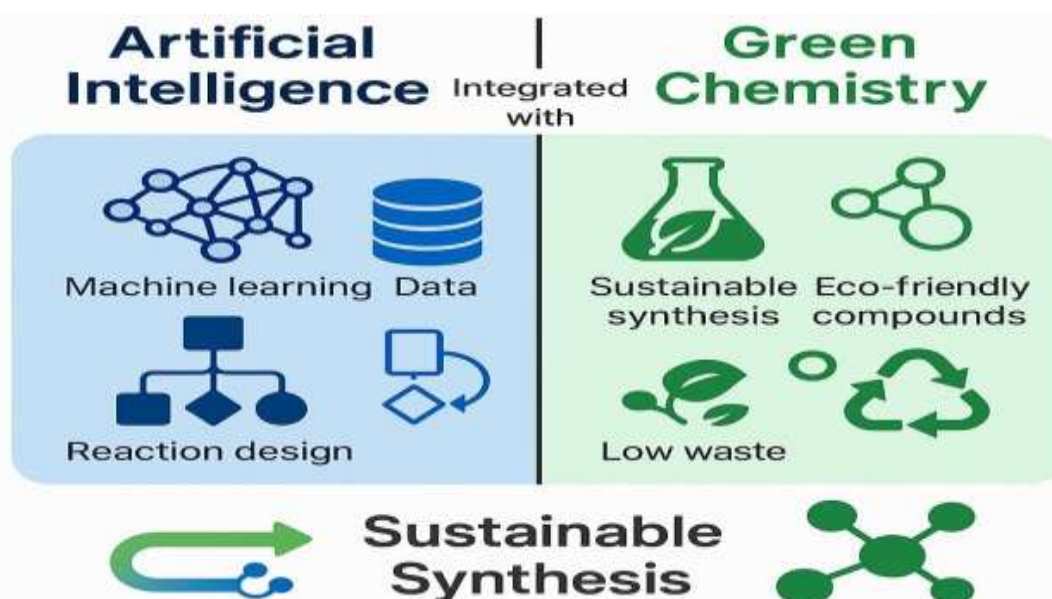 Artificial
Intelligence
Integrated
with
Green
Chemistry
Machine learning
Data
Reaction design
Sustainable
synthesis
Eco-friendly
compounds
Low waste
Sustainable
Synthesis